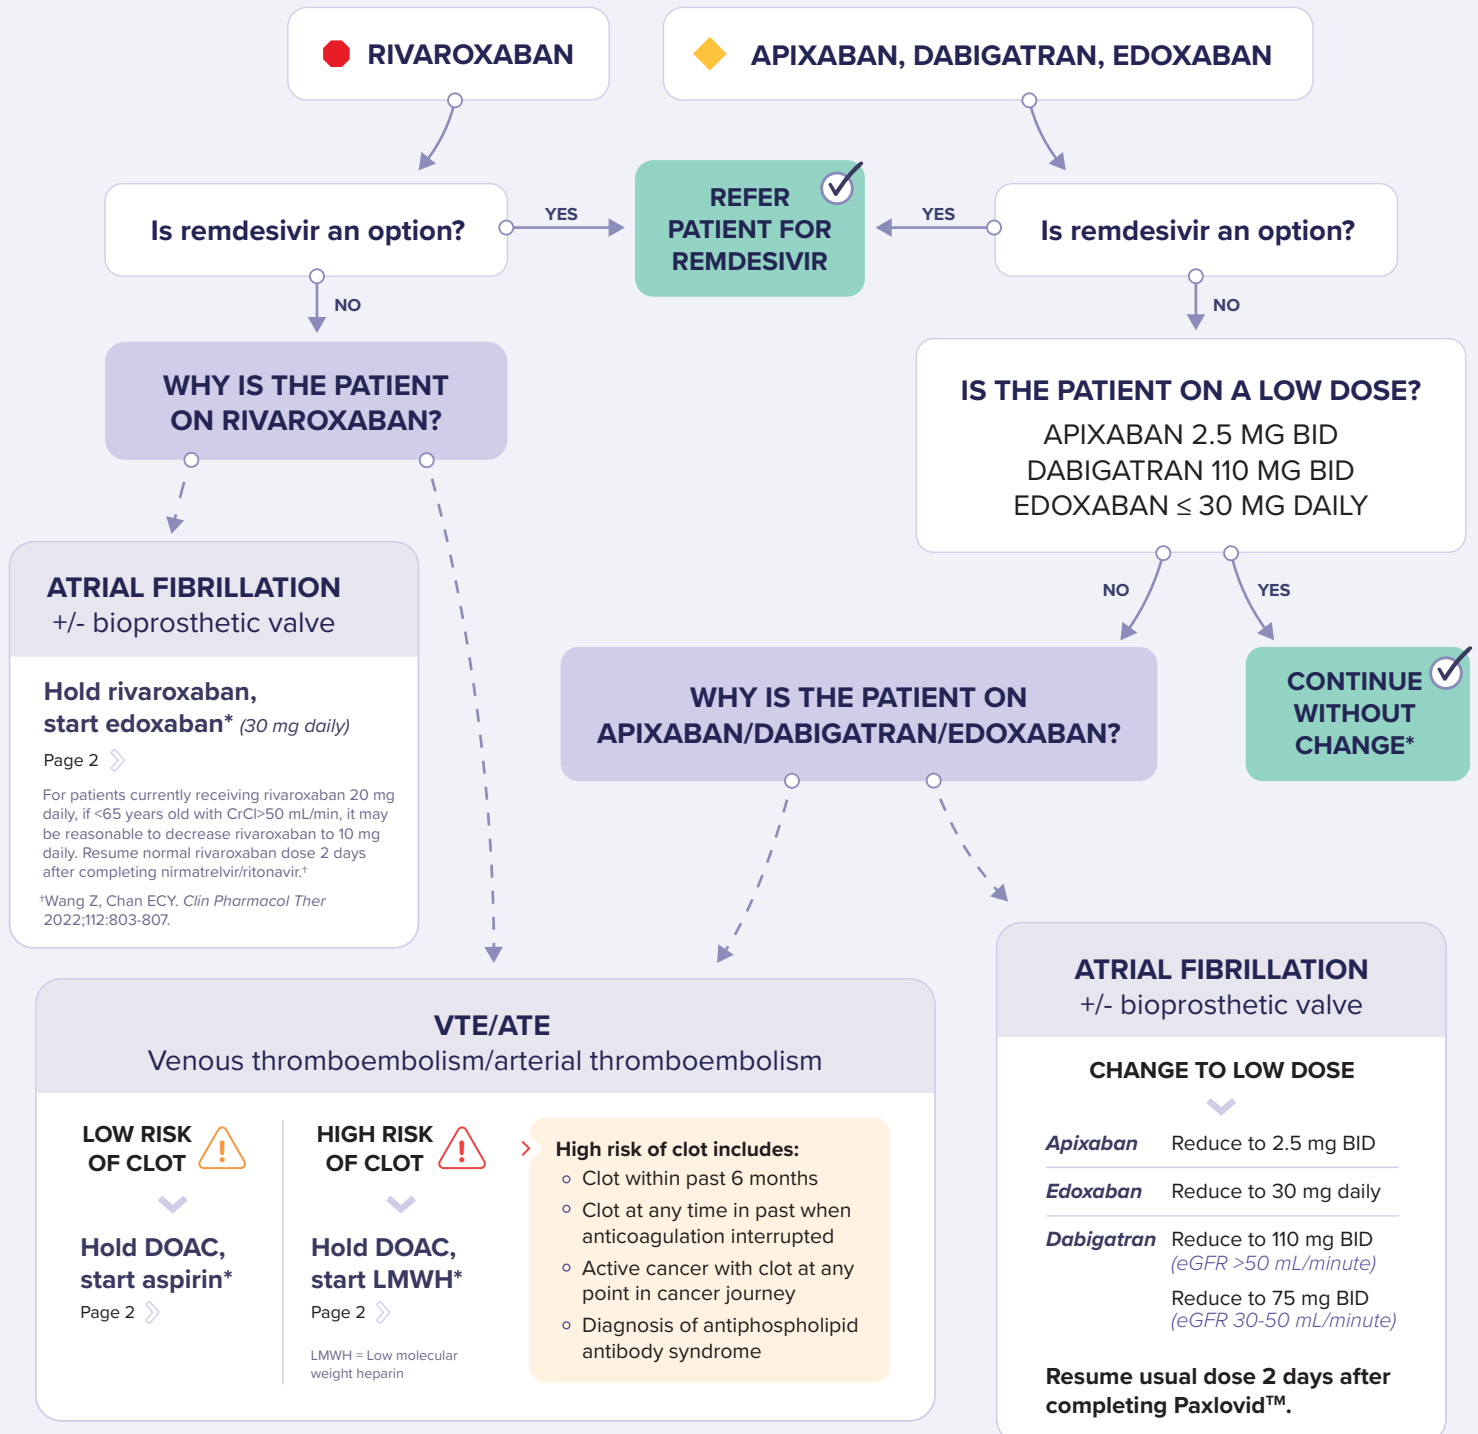 RIVAROXABAN
APIXABAN, DABIGATRAN, EDOXABAN
Is remdesivir an option?
YES
REFER
PATIENT FOR
REMDESIVIR
YES
Is remdesivir an option?
NO
NO
WHY IS THE PATIENT
ON RIVAROXABAN?
IS THE PATIENT ON A LOW DOSE?
APIXABAN 2.5 MG BID
DABIGATRAN 110 MG BID
EDOXABAN ≤ 30 MG DAILY
NO
YES
ATRIAL FIBRILLATION
+/- bioprosthetic valve
Hold rivaroxaban,
start edoxaban* (30 mg daily)
Page 2
For patients currently receiving rivaroxaban 20 mg
daily, if <65 years old with CrCl>50 mL/min, it may
be reasonable to decrease rivaroxaban to 10 mg
daily. Resume normal rivaroxaban dose 2 days
after completing nirmatrelvir/ritonavir.†
†Wang Z, Chan ECY. Clin Pharmacol Ther
2022;112:803-807.
WHY IS THE PATIENT ON
APIXABAN/DABIGATRAN/EDOXABAN?
CONTINUE
WITHOUT
CHANGE*
VTE/ATE
Venous thromboembolism/arterial thromboembolism
LOW RISK
OF CLOT
Hold DOAC,
start aspirin*
Page 2
HIGH RISK
OF CLOT
Hold DOAC,
start LMWH*
Page 2
LMWH = Low molecular
weight heparin
High risk of clot includes:
Clot within past 6 months
Clot at any time in past when
anticoagulation interrupted
Active cancer with clot at any
point in cancer journey
Diagnosis of antiphospholipid
antibody syndrome
ATRIAL FIBRILLATION
+/- bioprosthetic valve
CHANGE TO LOW DOSE
Apixaban Reduce to 2.5 mg BID
Edoxaban Reduce to 30 mg daily
Dabigatran Reduce to 110 mg BID
(eGFR >50 mL/minute)
Reduce to 75 mg BID
(eGFR 30-50 mL/minute)
Resume usual dose 2 days after
completing Paxlovid™.